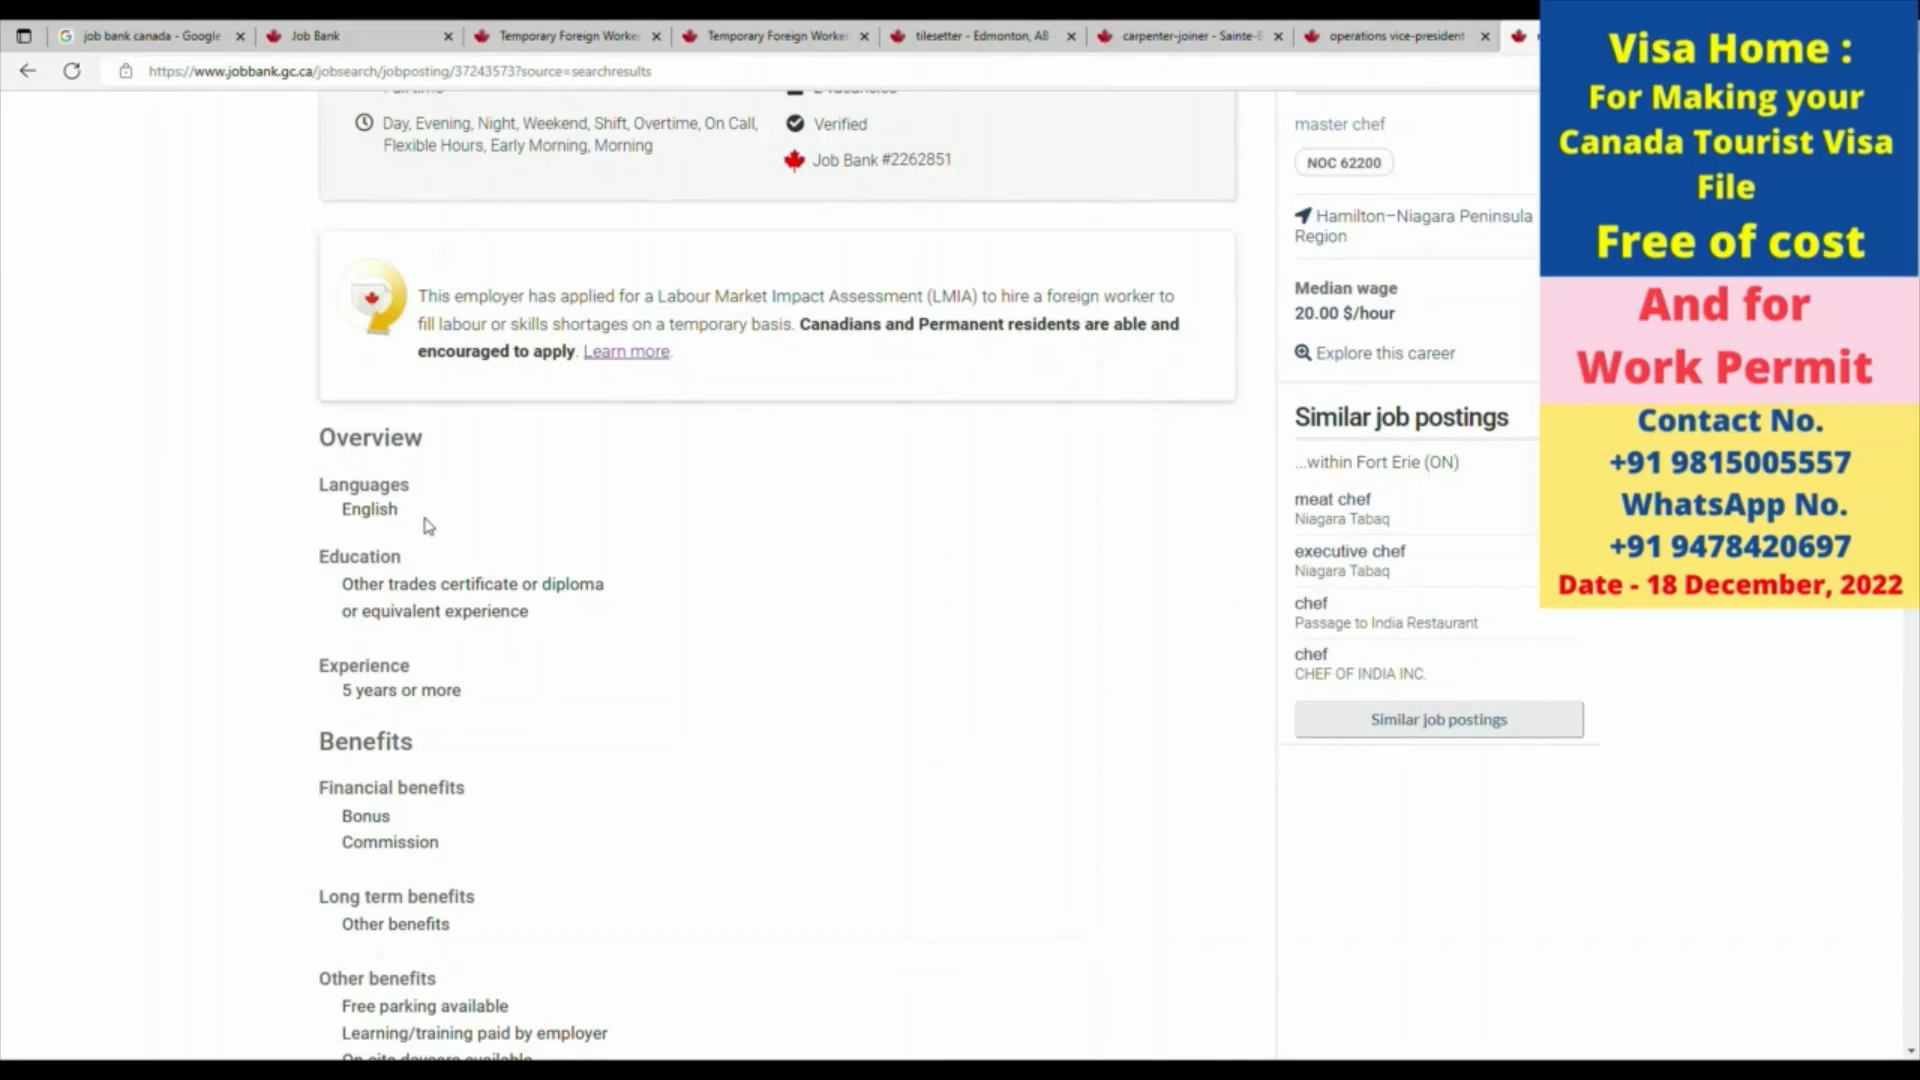 job bank canada - Google
Job Bank
Temporary Foreign Worke
Temporary Foreign Worke
tilesetter - Edmonton, AB
carpenter-joiner - Sainte-
operations vice-president
https://www.jobbank.gc.ca/jobsearch/jobposting/37243573?source=searchresults
Day, Evening, Night, Weekend, Shift, Overtime, On Call,
Flexible Hours, Early Morning, Morning
Verified
Job Bank #2262851
This employer has applied for a Labour Market Impact Assessment (LMIA) to hire a foreign worker to
fill labour or skills shortages on a temporary basis. Canadians and Permanent residents are able and
encouraged to apply. Learn more.
Overview
Languages
English
Education
Other trades certificate or diploma
or equivalent experience
Experience
5 years or more
Benefits
Financial benefits
Bonus
Commission
Long term benefits
Other benefits
Other benefits
Free parking available
Learning/training paid by employer
On-site daycare available
master chef
NOC 62200
Hamilton–Niagara Peninsula
Region
Median wage
20.00 $/hour
Explore this career
Similar job postings
...within Fort Erie (ON)
meat chef
Niagara Tabaq
executive chef
Niagara Tabaq
chef
Passage to India Restaurant
chef
CHEF OF INDIA INC.
Similar job postings
Visa Home :
For Making your
Canada Tourist Visa
File
Free of cost
And for
Work Permit
Contact No.
+91 9815005557
WhatsApp No.
+91 9478420697
Date - 18 December, 2022